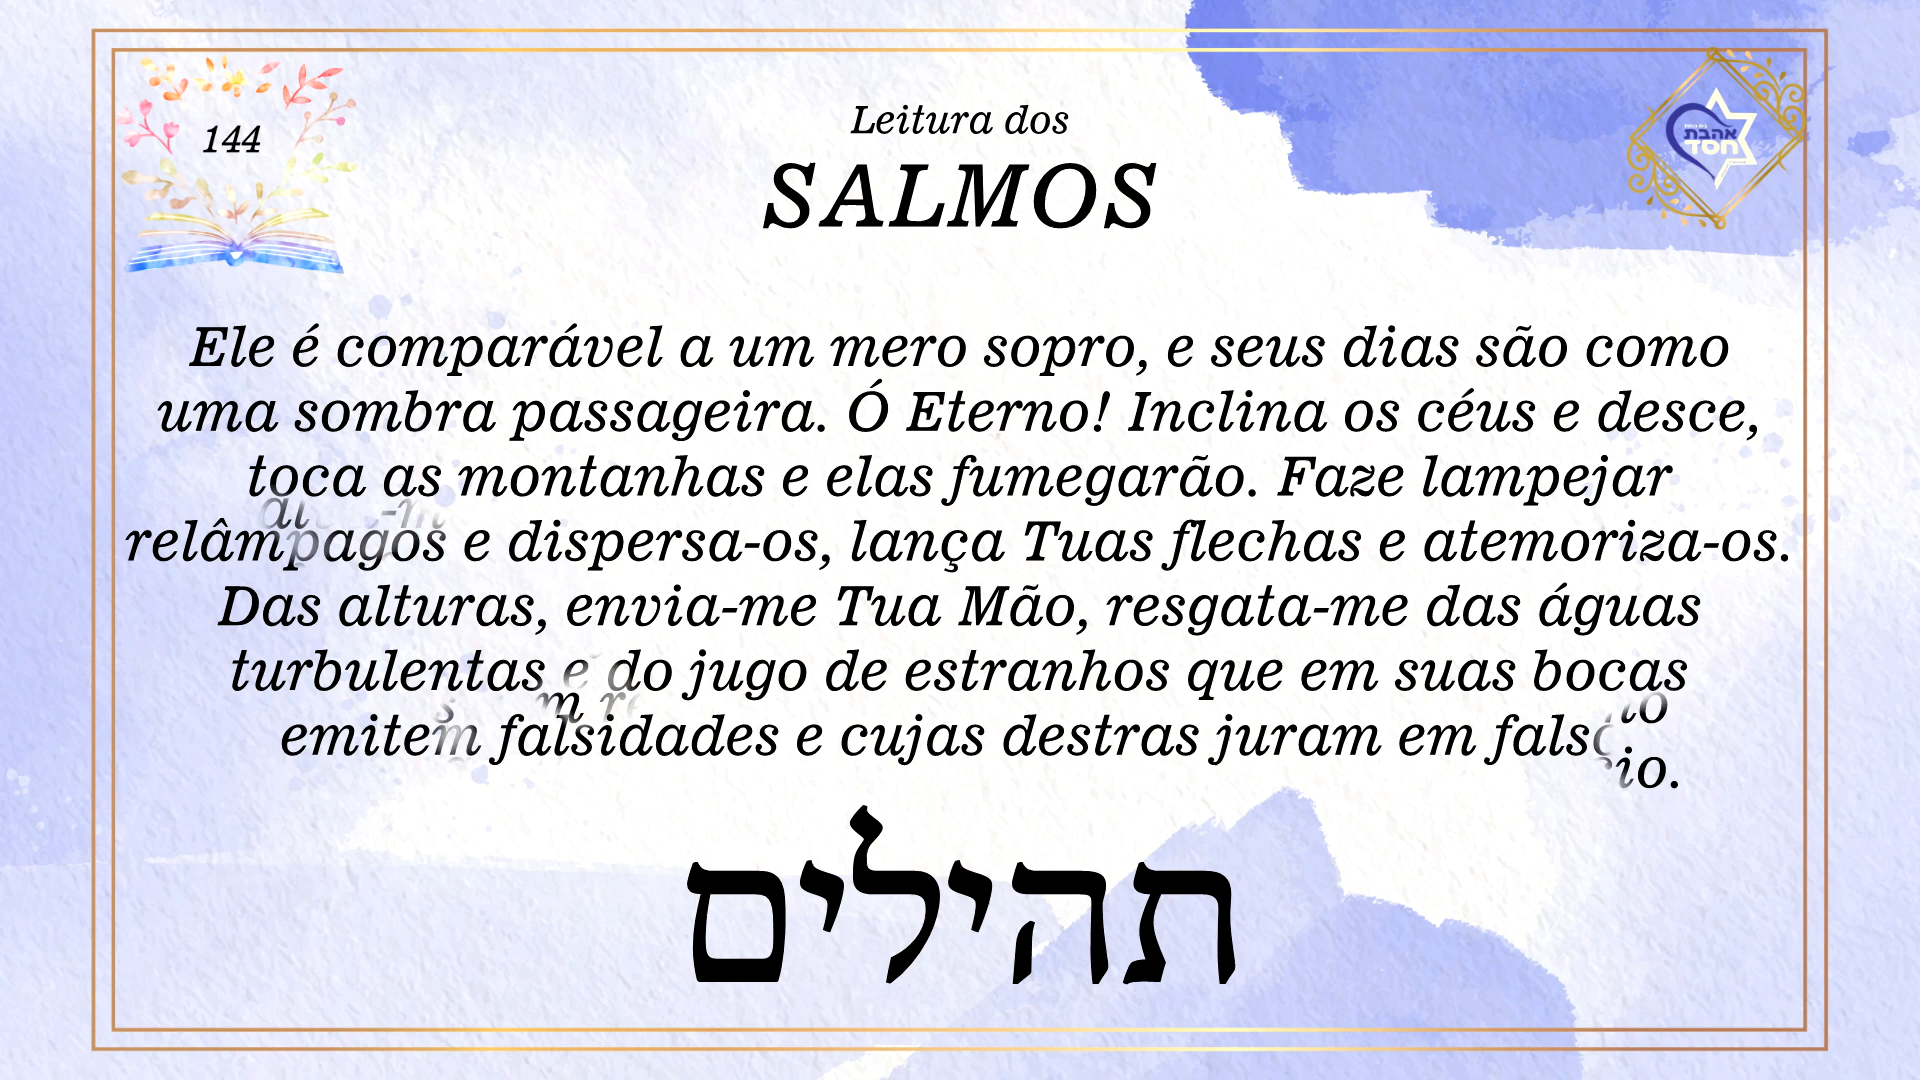 144
Leitura dos
SALMOS
אהבת
חסד
Ele é comparável a um mero sopro, e seus dias são como
uma sombra passageira. Ó Eterno! Inclina os céus e desce,
toca as montanhas e elas fumegarão. Faze lampejar
relâmpagos e dispersa-os, lança Tuas flechas e atemoriza-os.
Das alturas, envia-me Tua Mão, resgata-me das águas
turbulentas e do jugo de estranhos que em suas bocas
emitem falsidades e cujas destras juram em falso
תהילים